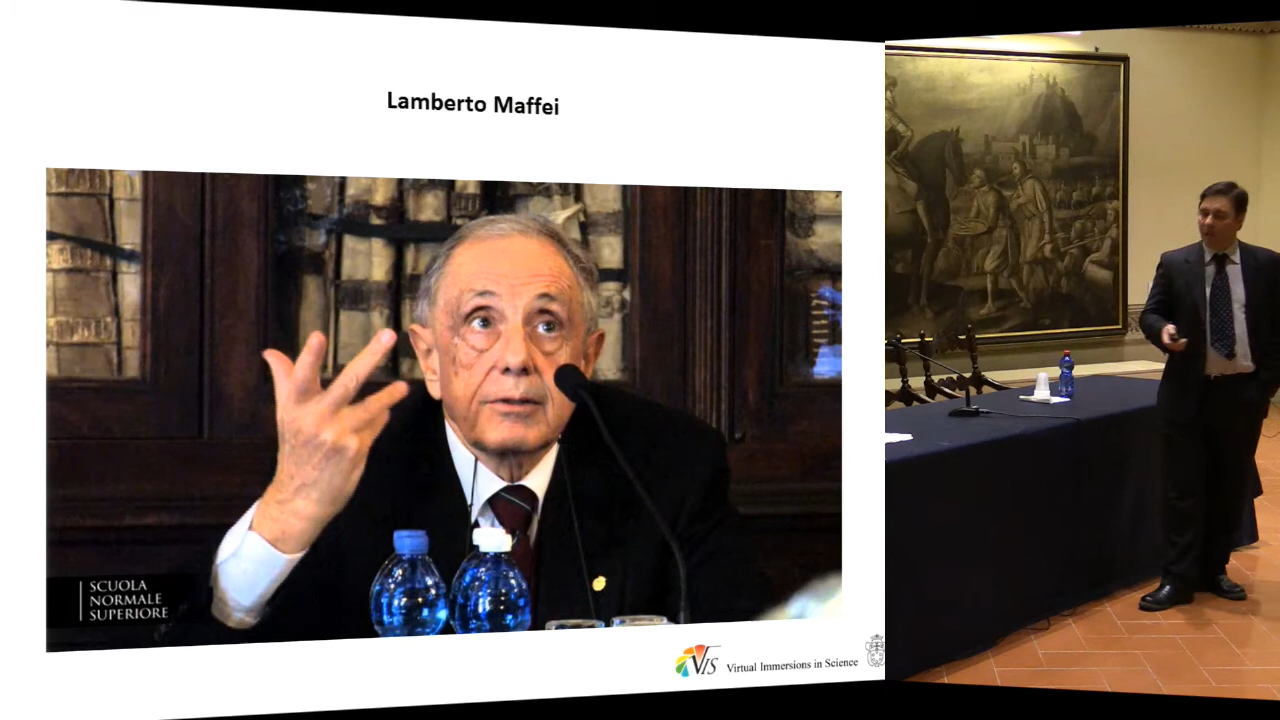 Lamberto Maffei
SCUOLA
NORMALE
SUPERIORE
VIS
Virtual Immersions in Science